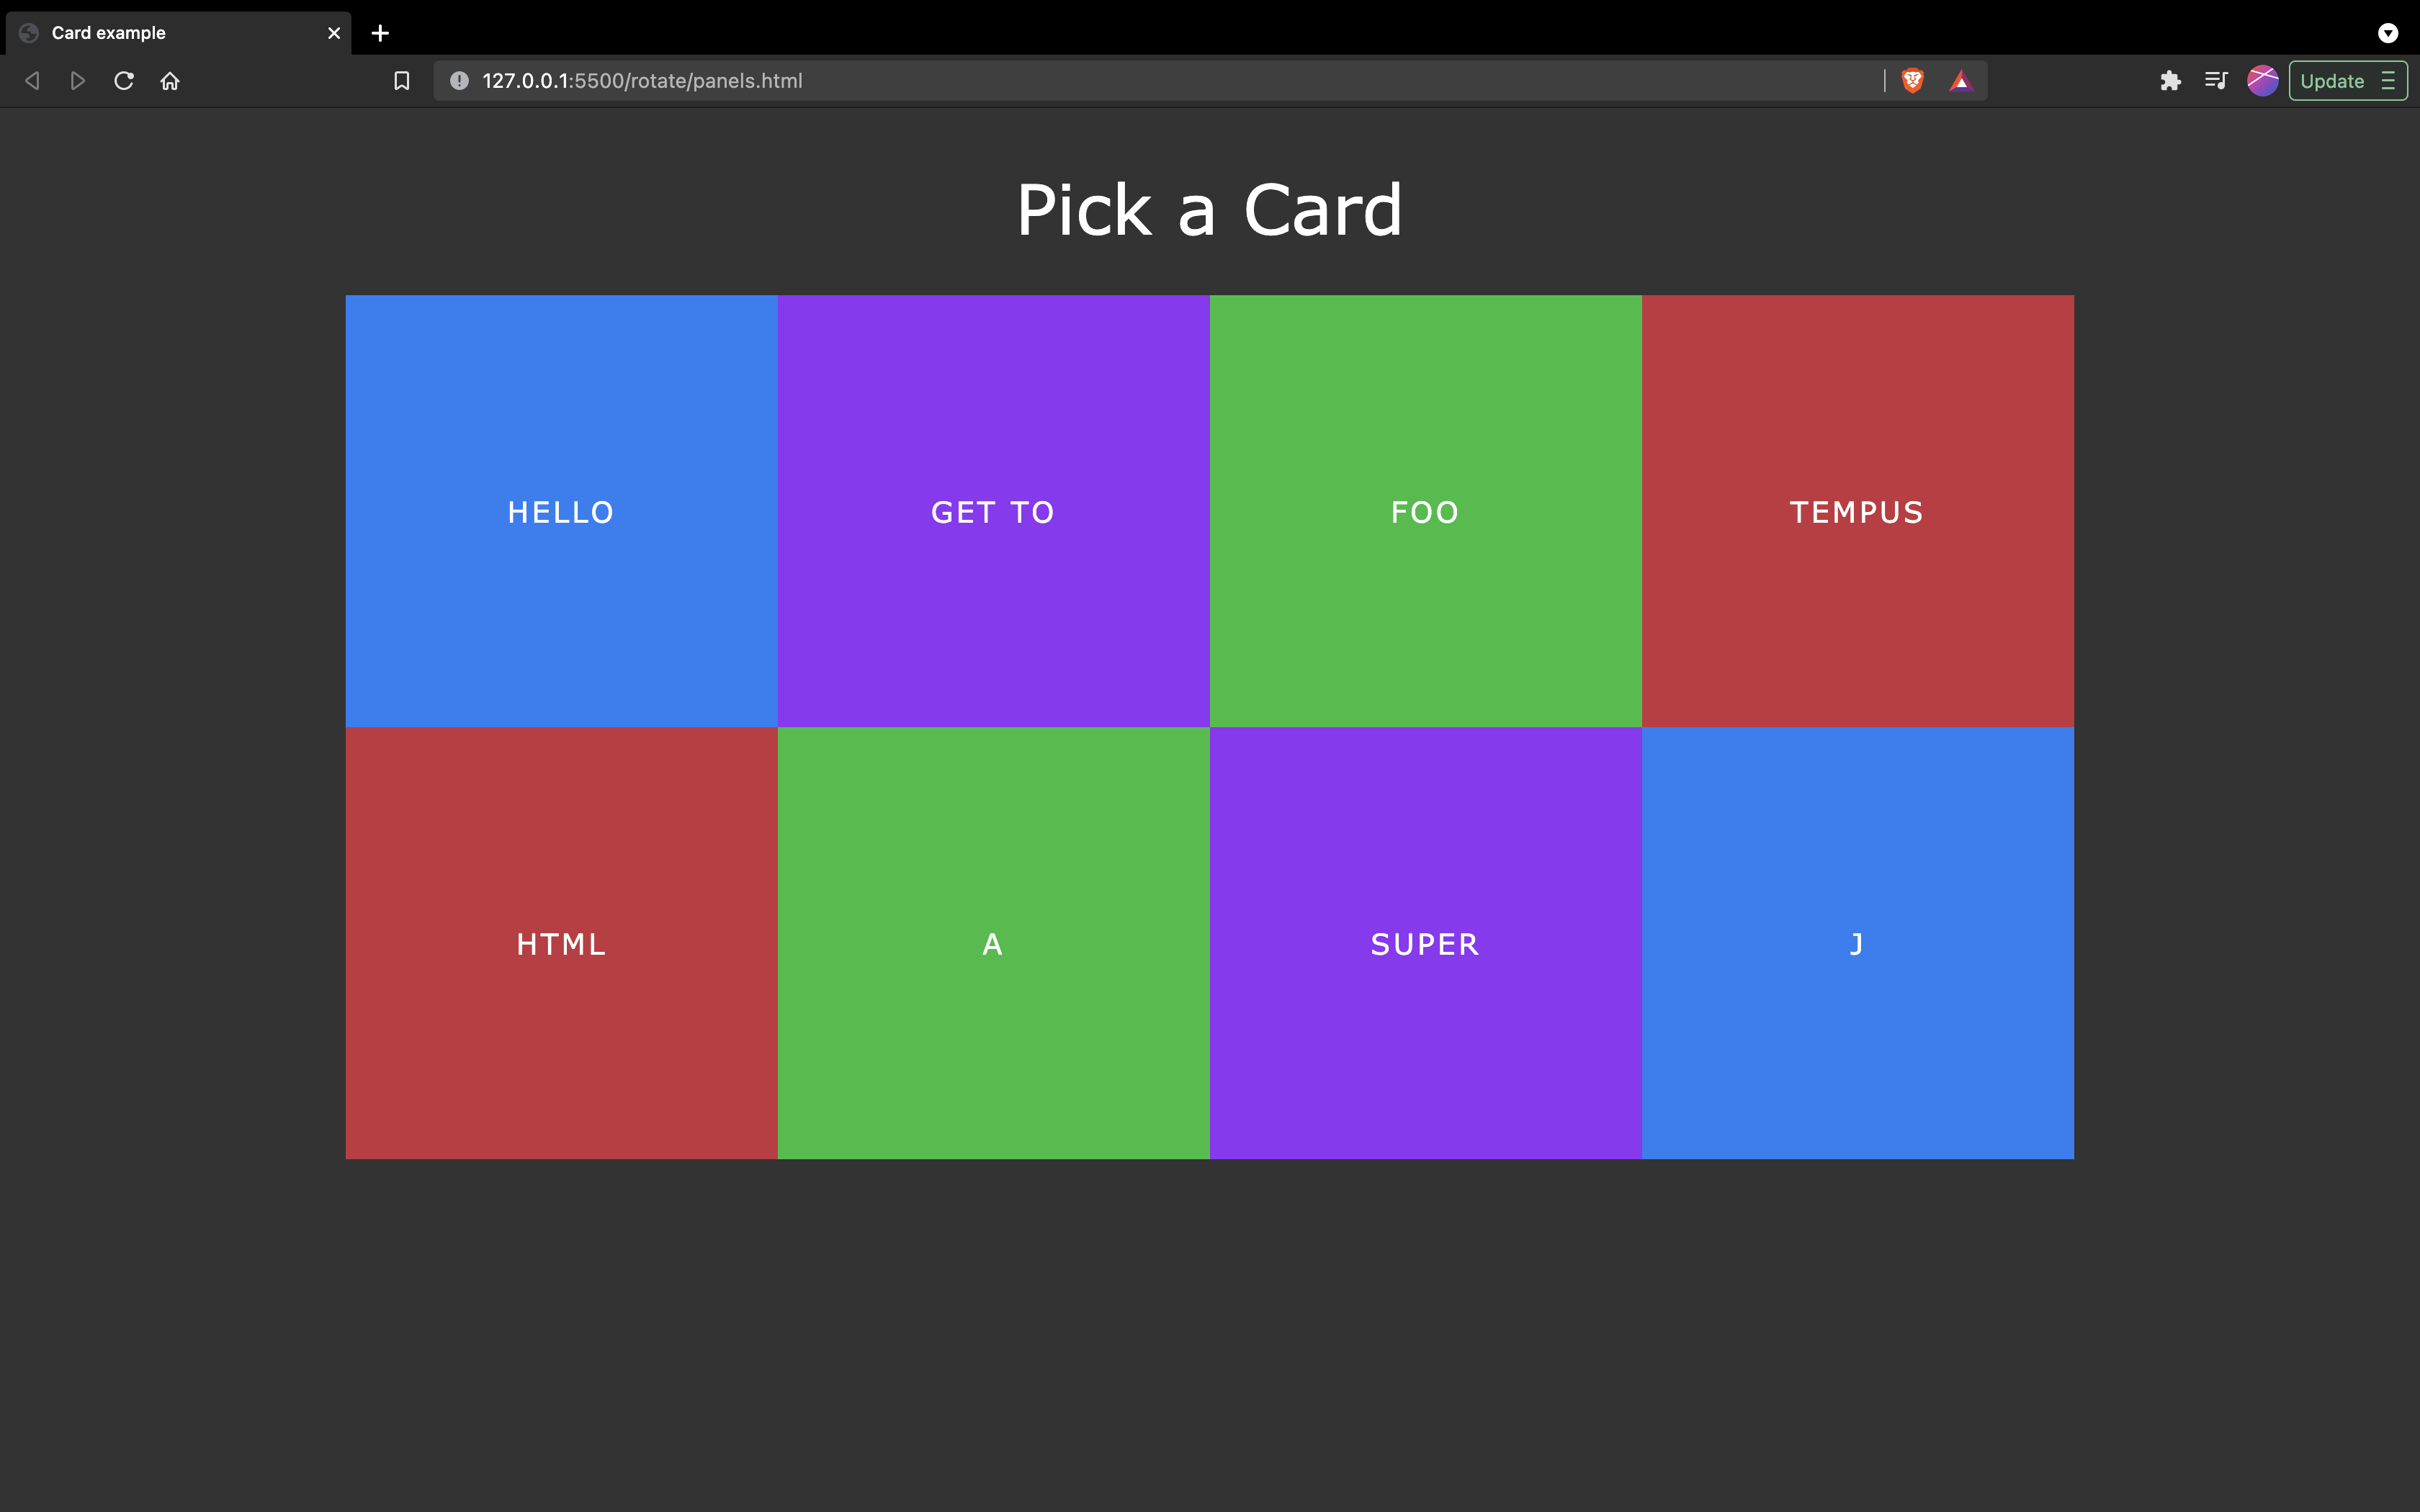 Card example
127.0.0.1:5500/rotate/panels.html
Update
Pick a Card
HELLO
GET TO
FOO
TEMPUS
HTML
A
SUPER
J